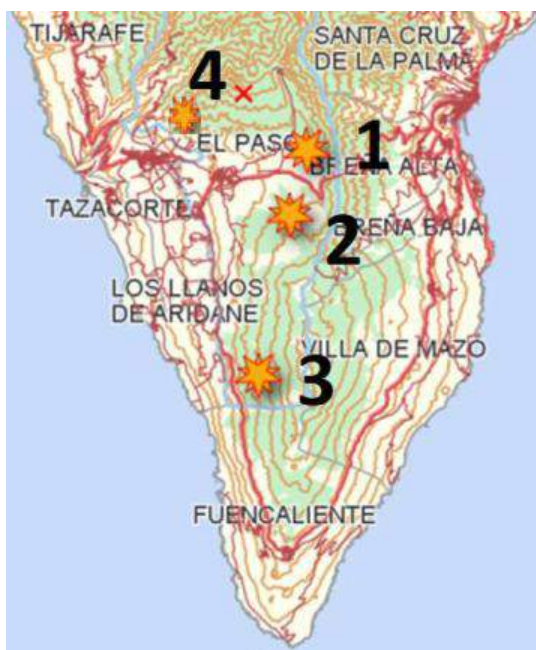 TIJARAFE
SANTA CRUZ
DE LA PALMA
4
1
EL PASO
BREÑA ALTA
TAZACORTE
BREÑA BAJA
2
LOS LLANOS
DE ARIDANE
VILLA DE MAZO
3
FUENCALIENTE